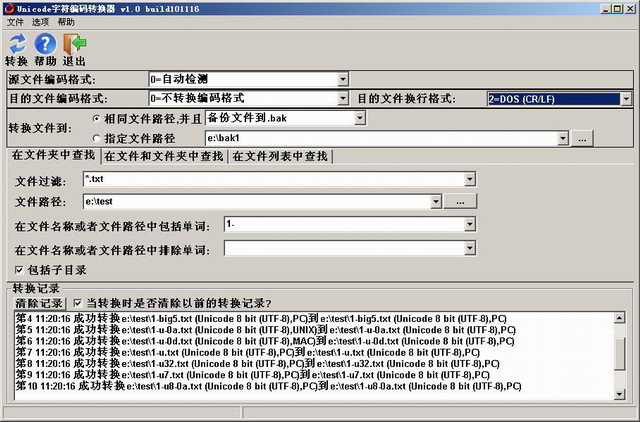 Unicode字符编码转换器 v1.0 build101116
文件 选项 帮助
转换 帮助 退出
源文件编码格式: 0=自动检测
目的文件编码格式: 0=不转换编码格式 目的文件换行格式: 2=DOS (CR/LF)
转换文件到: 相同文件路径,并且 备份文件到.bak
指定文件路径 e:\bak1 ...
在文件夹中查找 在文件和文件夹中查找 在文件列表中查找
文件过滤: *.txt
文件路径: e:\test ...
在文件名称或者文件路径中包括单词: 1-
在文件名称或者文件路径中排除单词:
包括子目录
转换记录
清除记录 当转换时是否清除以前的转换记录?
第4 11:20:16 成功转换e:\test\1-big5.txt (Unicode 8 bit (UTF-8),PC)到e:\test\1-big5.txt (Unicode 8 bit (UTF-8),PC)
第5 11:20:16 成功转换e:\test\1-u-0a.txt (Unicode 8 bit (UTF-8),UNIX)到e:\test\1-u-0a.txt (Unicode 8 bit (UTF-8),PC)
第6 11:20:16 成功转换e:\test\1-u-0d.txt (Unicode 8 bit (UTF-8),MAC)到e:\test\1-u-0d.txt (Unicode 8 bit (UTF-8),PC)
第7 11:20:16 成功转换e:\test\1-u.txt (Unicode 8 bit (UTF-8),PC)到e:\test\1-u.txt (Unicode 8 bit (UTF-8),PC)
第8 11:20:16 成功转换e:\test\1-u32.txt (Unicode 8 bit (UTF-8),PC)到e:\test\1-u32.txt (Unicode 8 bit (UTF-8),PC)
第9 11:20:16 成功转换e:\test\1-u7.txt (Unicode 8 bit (UTF-8),PC)到e:\test\1-u7.txt (Unicode 8 bit (UTF-8),PC)
第10 11:20:16 成功转换e:\test\1-u8-0a.txt (Unicode 8 bit (UTF-8),PC)到e:\test\1-u8-0a.txt (Unicode 8 bit (UTF-8),PC)